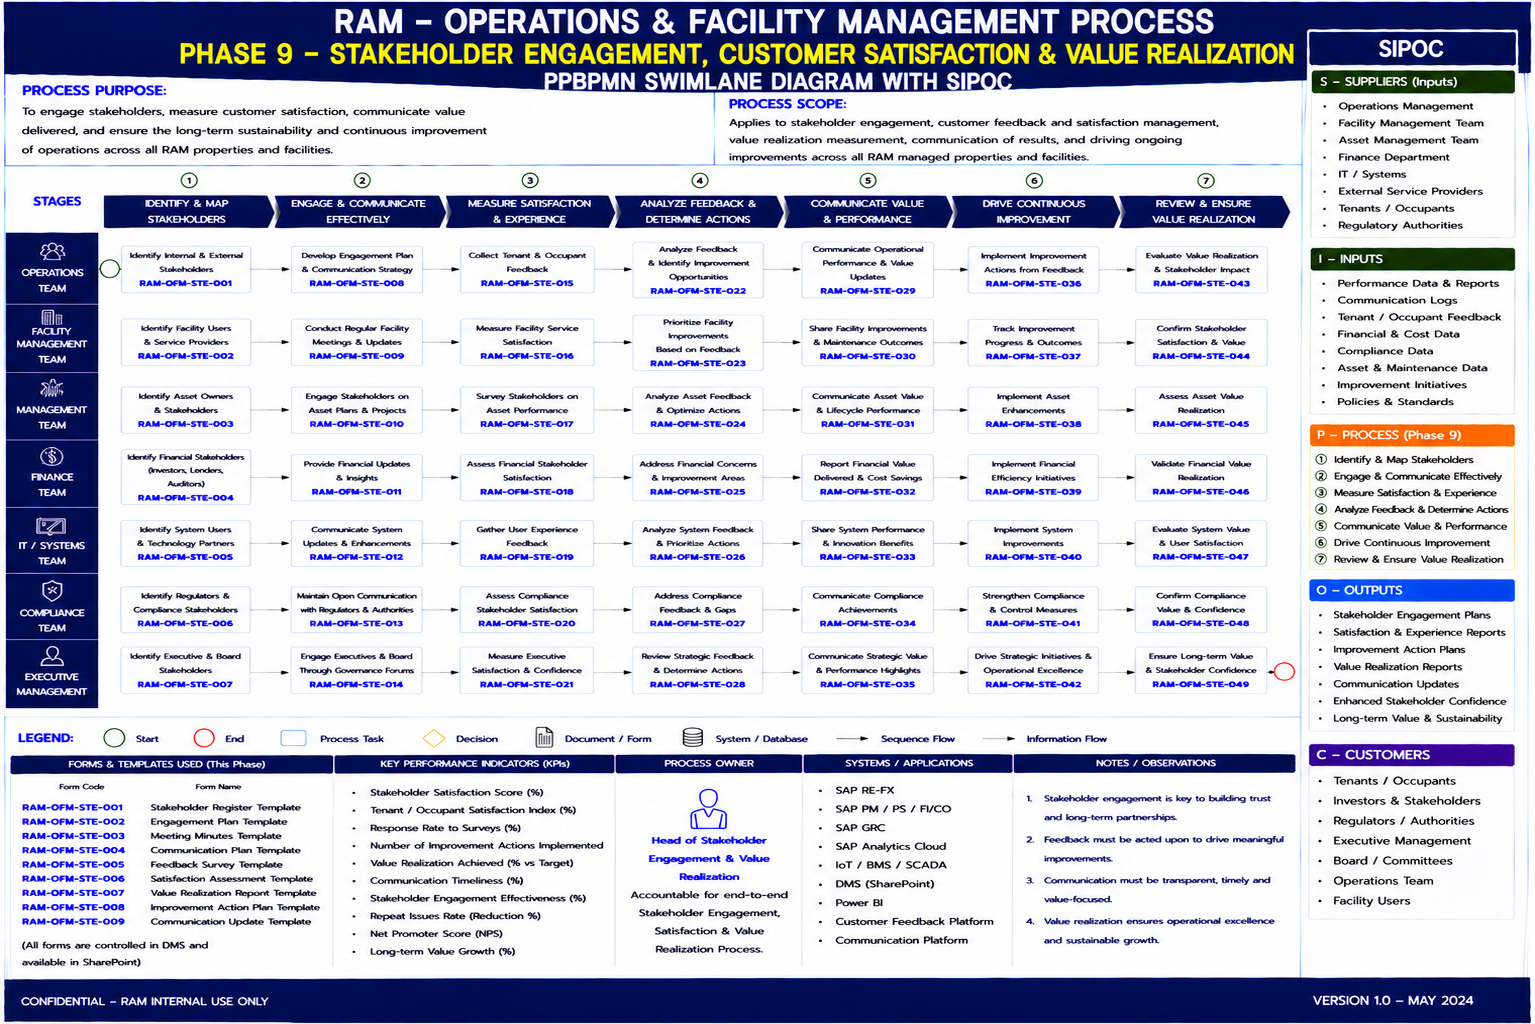 RAM – OPERATIONS & FACILITY MANAGEMENT PROCESS
PHASE 9 – STAKEHOLDER ENGAGEMENT, CUSTOMER SATISFACTION & VALUE REALIZATION
PPBPMN SWIMLANE DIAGRAM WITH SIPOC
PROCESS PURPOSE:
To engage stakeholders, measure customer satisfaction, communicate value
delivered, and ensure the long-term sustainability and continuous improvement
of operations across all RAM properties and facilities.
PROCESS SCOPE:
Applies to stakeholder engagement, customer feedback and satisfaction management,
value realization measurement, communication of results, and driving ongoing
improvements across all RAM managed properties and facilities.
STAGES
1
IDENTIFY & MAP
STAKEHOLDERS
2
ENGAGE & COMMUNICATE
EFFECTIVELY
3
MEASURE SATISFACTION
& EXPERIENCE
4
ANALYZE FEEDBACK &
DETERMINE ACTIONS
5
COMMUNICATE VALUE
& PERFORMANCE
6
DRIVE CONTINUOUS
IMPROVEMENT
7
REVIEW & ENSURE
VALUE REALIZATION
OPERATIONS
TEAM
Identify Internal & External
Stakeholders
RAM-OFM-STE-001
Develop Engagement Plan
& Communication Strategy
RAM-OFM-STE-008
Collect Tenant & Occupant
Feedback
RAM-OFM-STE-015
Analyze Feedback
& Identify Improvement
Opportunities
RAM-OFM-STE-022
Communicate Operational
Performance & Value
Updates
RAM-OFM-STE-029
Implement Improvement
Actions from Feedback
RAM-OFM-STE-036
Evaluate Value Realization
& Stakeholder Impact
RAM-OFM-STE-043
FACILITY
MANAGEMENT
TEAM
Identify Facility Users
& Service Providers
RAM-OFM-STE-002
Conduct Regular Facility
Meetings & Updates
RAM-OFM-STE-009
Measure Facility Service
Satisfaction
RAM-OFM-STE-016
Prioritize Facility
Improvements
Based on Feedback
RAM-OFM-STE-023
Share Facility Improvements
& Maintenance Outcomes
RAM-OFM-STE-030
Track Improvement
Progress & Outcomes
RAM-OFM-STE-037
Confirm Stakeholder
Satisfaction & Value
RAM-OFM-STE-044
MANAGEMENT
TEAM
Identify Asset Owners
& Stakeholders
RAM-OFM-STE-003
Engage Stakeholders on
Asset Plans & Projects
RAM-OFM-STE-010
Survey Stakeholders on
Asset Performance
RAM-OFM-STE-017
Analyze Asset Feedback
& Optimize Actions
RAM-OFM-STE-024
Communicate Asset Value
& Lifecycle Performance
RAM-OFM-STE-031
Implement Asset
Enhancements
RAM-OFM-STE-038
Assess Asset Value
Realization
RAM-OFM-STE-045
FINANCE
TEAM
Identify Financial Stakeholders
(Investors, Lenders,
Auditors)
RAM-OFM-STE-004
Provide Financial Updates
& Insights
RAM-OFM-STE-011
Assess Financial Stakeholder
Satisfaction
RAM-OFM-STE-018
Address Financial Concerns
& Improvement Areas
RAM-OFM-STE-025
Report Financial Value
Delivered & Cost Savings
RAM-OFM-STE-032
Implement Financial
Efficiency Initiatives
RAM-OFM-STE-039
Validate Financial Value
Realization
RAM-OFM-STE-046
IT / SYSTEMS
TEAM
Identify System Users
& Technology Partners
RAM-OFM-STE-005
Communicate System
Updates & Enhancements
RAM-OFM-STE-012
Gather User Experience
Feedback
RAM-OFM-STE-019
Analyze System Feedback
& Prioritize Actions
RAM-OFM-STE-026
Share System Performance
& Innovation Benefits
RAM-OFM-STE-033
Implement System
Improvements
RAM-OFM-STE-040
Evaluate System Value
& User Satisfaction
RAM-OFM-STE-047
COMPLIANCE
TEAM
Identify Regulators &
Compliance Stakeholders
RAM-OFM-STE-006
Maintain Open Communication
with Regulators & Authorities
RAM-OFM-STE-013
Assess Compliance
Stakeholder Satisfaction
RAM-OFM-STE-020
Address Compliance
Feedback & Gaps
RAM-OFM-STE-027
Communicate Compliance
Achievements
RAM-OFM-STE-034
Strengthen Compliance
& Control Measures
RAM-OFM-STE-041
Confirm Compliance
Value & Confidence
RAM-OFM-STE-048
EXECUTIVE
MANAGEMENT
Identify Executive & Board
Stakeholders
RAM-OFM-STE-007
Engage Executives & Board
Through Governance Forums
RAM-OFM-STE-014
Measure Executive
Satisfaction & Confidence
RAM-OFM-STE-021
Review Strategic Feedback
& Determine Actions
RAM-OFM-STE-028
Communicate Strategic Value
& Performance Highlights
RAM-OFM-STE-035
Drive Strategic Initiatives &
Operational Excellence
RAM-OFM-STE-042
Ensure Long-term Value
& Stakeholder Confidence
RAM-OFM-STE-049
LEGEND:
Start
End
Process Task
Decision
Document / Form
System / Database
Sequence Flow
Information Flow
FORMS & TEMPLATES USED (This Phase)
Form Code Form Name
RAM-OFM-STE-001 Stakeholder Register Template
RAM-OFM-STE-002 Engagement Plan Template
RAM-OFM-STE-003 Meeting Minutes Template
RAM-OFM-STE-004 Communication Plan Template
RAM-OFM-STE-005 Feedback Survey Template
RAM-OFM-STE-006 Satisfaction Assessment Template
RAM-OFM-STE-007 Value Realization Report Template
RAM-OFM-STE-008 Improvement Action Plan Template
RAM-OFM-STE-009 Communication Update Template
(All forms are controlled in DMS and
available in SharePoint)
KEY PERFORMANCE INDICATORS (KPIs)
• Stakeholder Satisfaction Score (%)
• Tenant / Occupant Satisfaction Index (%)
• Response Rate to Surveys (%)
• Number of Improvement Actions Implemented
• Value Realization Achieved (% vs Target)
• Communication Timeliness (%)
• Stakeholder Engagement Effectiveness (%)
• Repeat Issues Rate (Reduction %)
• Net Promoter Score (NPS)
• Long-term Value Growth (%)
PROCESS OWNER
Head of Stakeholder
Engagement & Value
Realization
Accountable for end-to-end
Stakeholder Engagement,
Satisfaction & Value
Realization Process.
SYSTEMS / APPLICATIONS
• SAP RE-FX
• SAP PM / PS / FI/CO
• SAP GRC
• SAP Analytics Cloud
• IoT / BMS / SCADA
• DMS (SharePoint)
• Power BI
• Customer Feedback Platform
• Communication Platform
NOTES / OBSERVATIONS
1. Stakeholder engagement is key to building trust
and long-term partnerships.
2. Feedback must be acted upon to drive meaningful
improvements.
3. Communication must be transparent, timely and
value-focused.
4. Value realization ensures operational excellence
and sustainable growth.
SIPOC
S – SUPPLIERS (Inputs)
• Operations Management
• Facility Management Team
• Asset Management Team
• Finance Department
• IT / Systems
• External Service Providers
• Tenants / Occupants
• Regulatory Authorities
I – INPUTS
• Performance Data & Reports
• Communication Logs
• Tenant / Occupant Feedback
• Financial & Cost Data
• Compliance Data
• Asset & Maintenance Data
• Improvement Initiatives
• Policies & Standards
P – PROCESS (Phase 9)
1 Identify & Map Stakeholders
2 Engage & Communicate Effectively
3 Measure Satisfaction & Experience
4 Analyze Feedback & Determine Actions
5 Communicate Value & Performance
6 Drive Continuous Improvement
7 Review & Ensure Value Realization
O – OUTPUTS
• Stakeholder Engagement Plans
• Satisfaction & Experience Reports
• Improvement Action Plans
• Value Realization Reports
• Communication Updates
• Enhanced Stakeholder Confidence
• Long-term Value & Sustainability
C – CUSTOMERS
• Tenants / Occupants
• Investors & Stakeholders
• Regulators / Authorities
• Executive Management
• Board / Committees
• Operations Team
• Facility Users
CONFIDENTIAL – RAM INTERNAL USE ONLY
VERSION 1.0 – MAY 2024